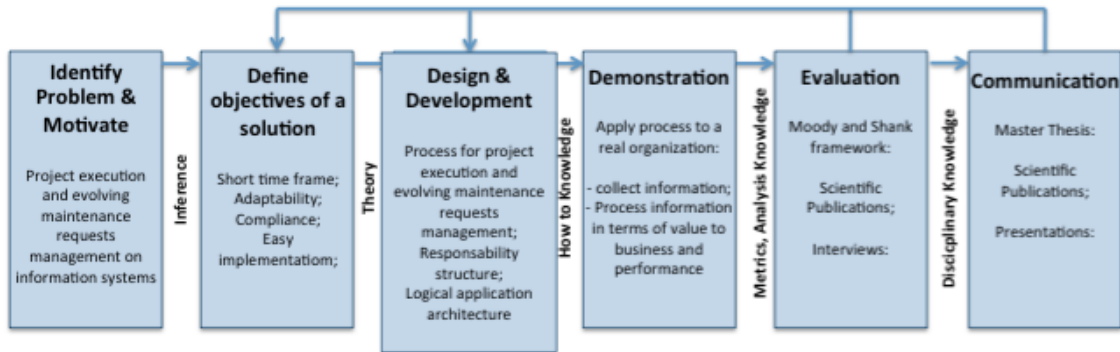 Identify
Problem &
Motivate
Project execution
and evolving
maintenance
requests
management on
information systems
Inference
Define
objectives of a
solution
Short time frame;
Adaptability;
Compliance;
Easy
implementatiom;
Theory
Design &
Development
Process for project
execution and
evolving maintenance
requests
management;
Responsability
structure;
Logical application
architecture
How to Knowledge
Demonstration
Apply process to a
real organization:
- collect information;
- Process information
in terms of value to
business and
performance
Metrics, Analysis Knowledge
Evaluation
Moody and Shank
framework:
Scientific
Publications;
Interviews:
Discicplinary Knowledge
Communication
Master Thesis:
Scientific
Publications;
Presentations: